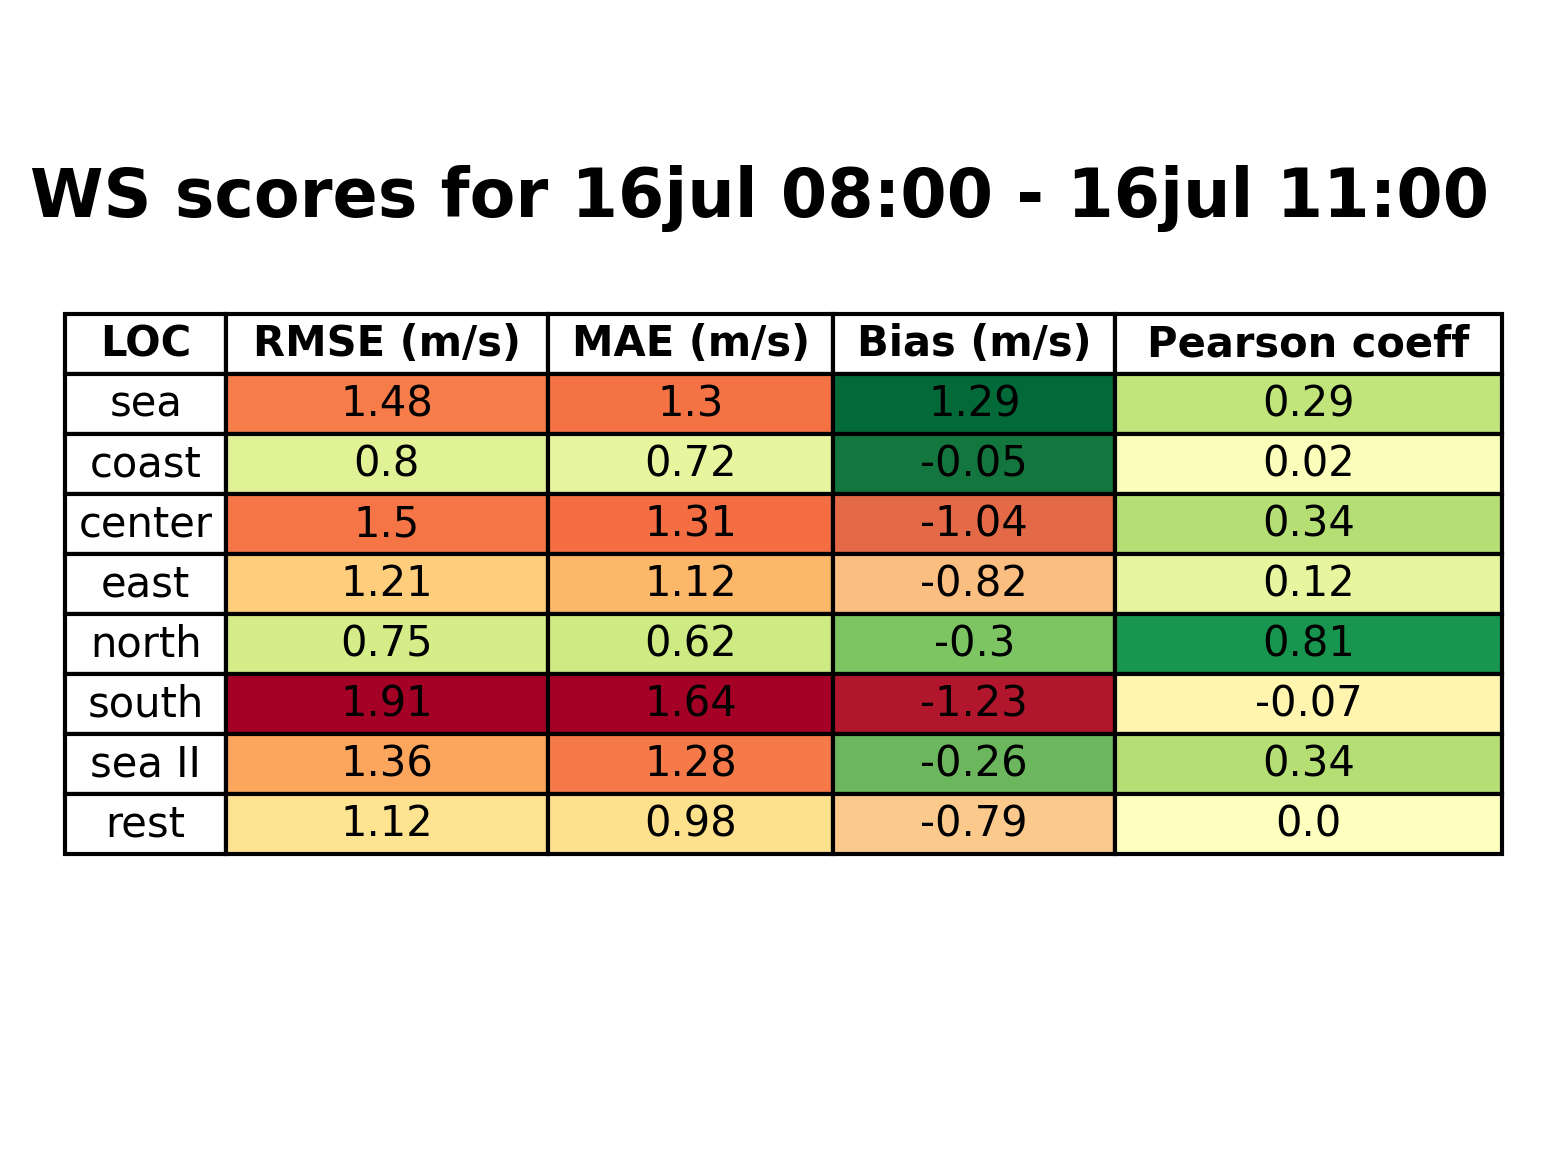 WS scores for 16jul 08:00 - 16jul 11:00
LOC RMSE (m/s) MAE (m/s) Bias (m/s) Pearson coeff
sea 1.48 1.3 1.29 0.29
coast 0.8 0.72 -0.05 0.02
center 1.5 1.31 -1.04 0.34
east 1.21 1.12 -0.82 0.12
north 0.75 0.62 -0.3 0.81
south 1.91 1.64 -1.23 -0.07
sea II 1.36 1.28 -0.26 0.34
rest 1.12 0.98 -0.79 0.0